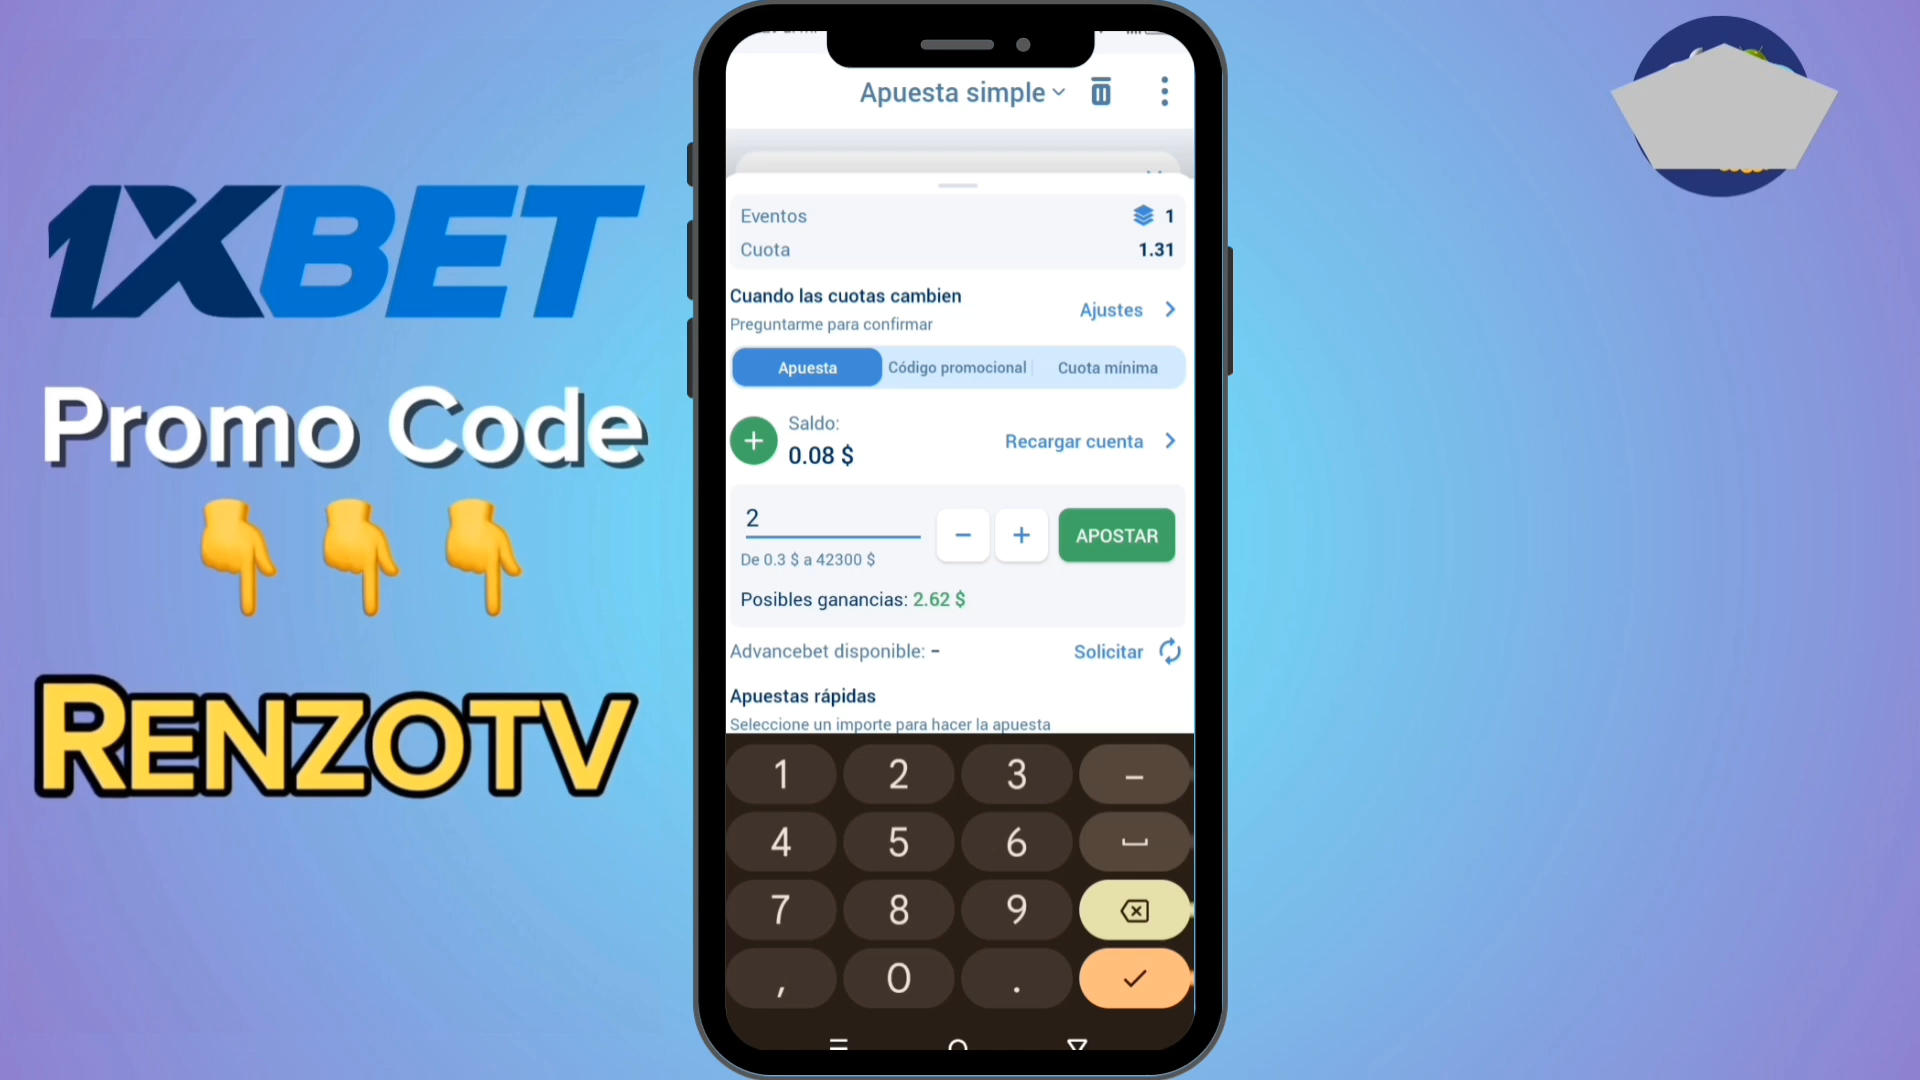 1XBET
Promo Code
RENZOTV
Apuesta simple
Eventos 1
Cuota 1.31
Cuando las cuotas cambien
Preguntarme para confirmar
Ajustes
Apuesta Código promocional Cuota mínima
Saldo:
0.08 $
Recargar cuenta
2
De 0.3 $ a 42300 $
APOSTAR
Posibles ganancias: 2.62 $
Advancebet disponible: -
Solicitar
Apuestas rápidas
Seleccione un importe para hacer la apuesta
1 2 3 –
4 5 6
7 8 9
, 0 .